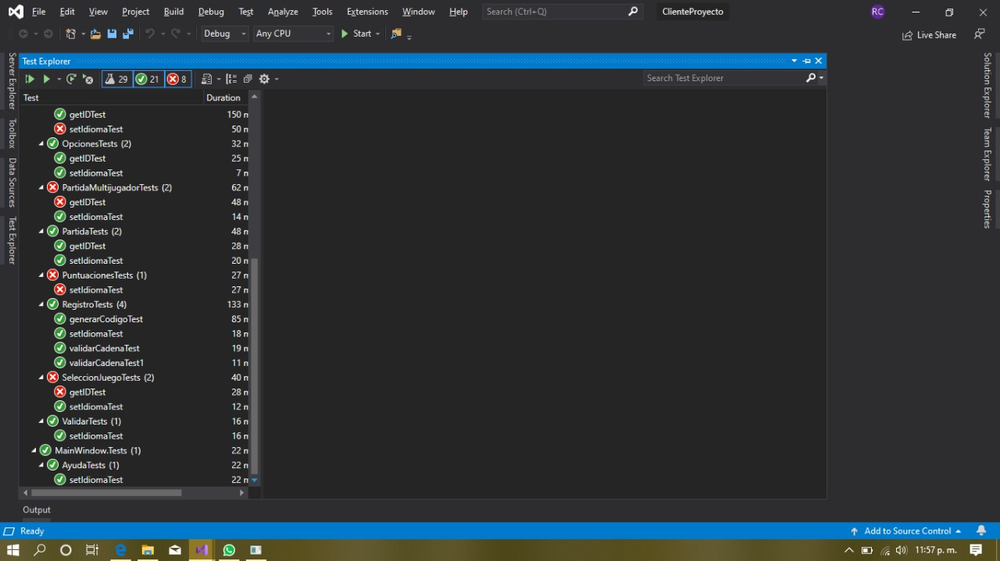 File Edit View Project Build Debug Test Analyze Tools Extensions Window Help Search (Ctrl+Q) ClienteProyecto RC
Debug Any CPU Start Live Share
Server Explorer
Toolbox
Data Sources
Test Explorer
Test Explorer
29 21 8 Search Test Explorer
Test Duration
getIDTest 150 m
setIdiomaTest 50 m
OpcionesTests (2) 32 m
getIDTest 25 m
setIdiomaTest 7 m
PartidaMultijugadorTests (2) 62 m
getIDTest 48 m
setIdiomaTest 14 m
PartidaTests (2) 48 m
getIDTest 28 m
setIdiomaTest 20 m
PuntuacionesTests (1) 27 m
setIdiomaTest 27 m
RegistroTests (4) 133 m
generarCodigoTest 85 m
setIdiomaTest 18 m
validarCadenaTest 19 m
validarCadenaTest1 11 m
SeleccionJuegoTests (2) 40 m
getIDTest 28 m
setIdiomaTest 12 m
ValidarTests (1) 16 m
setIdiomaTest 16 m
MainWindow.Tests (1) 22 m
AyudaTests (1) 22 m
setIdiomaTest 22 m
Solution Explorer
Team Explorer
Properties
Output
Ready Add to Source Control
11:57 p. m.